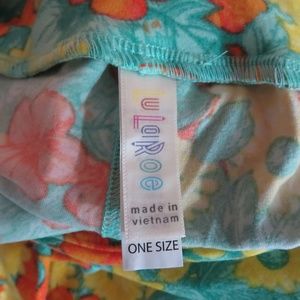 LuLaRoe
made in
vietnam
ONE SIZE